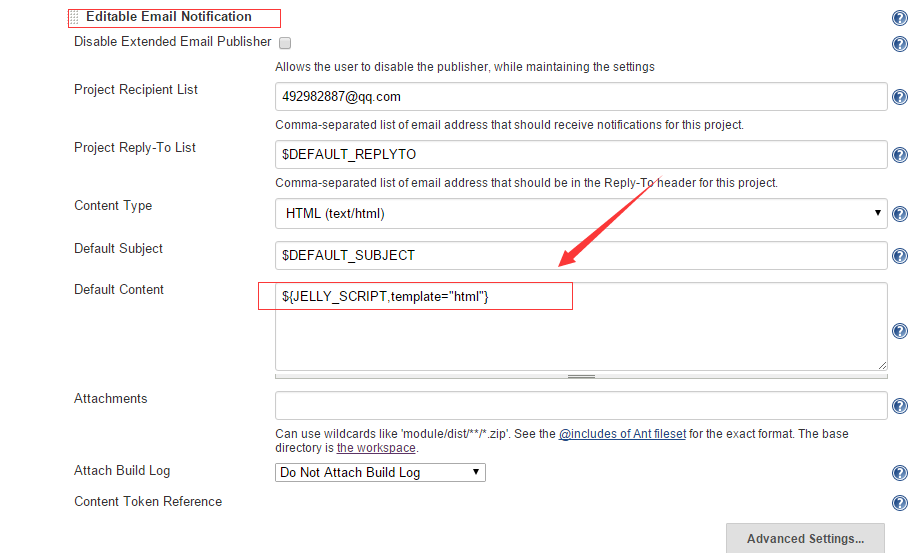 Editable Email Notification
Disable Extended Email Publisher
Allows the user to disable the publisher, while maintaining the settings
Project Recipient List
492982887@qq.com
Comma-separated list of email address that should receive notifications for this project.
Project Reply-To List
$DEFAULT_REPLYTO
Comma-separated list of email address that should be in the Reply-To header for this project.
Content Type
HTML (text/html)
Default Subject
$DEFAULT_SUBJECT
Default Content
${JELLY_SCRIPT,template="html"}
Attachments
Can use wildcards like 'module/dist/**/*.zip'. See the @includes of Ant fileset for the exact format. The base
directory is the workspace.
Attach Build Log
Do Not Attach Build Log
Content Token Reference
Advanced Settings...